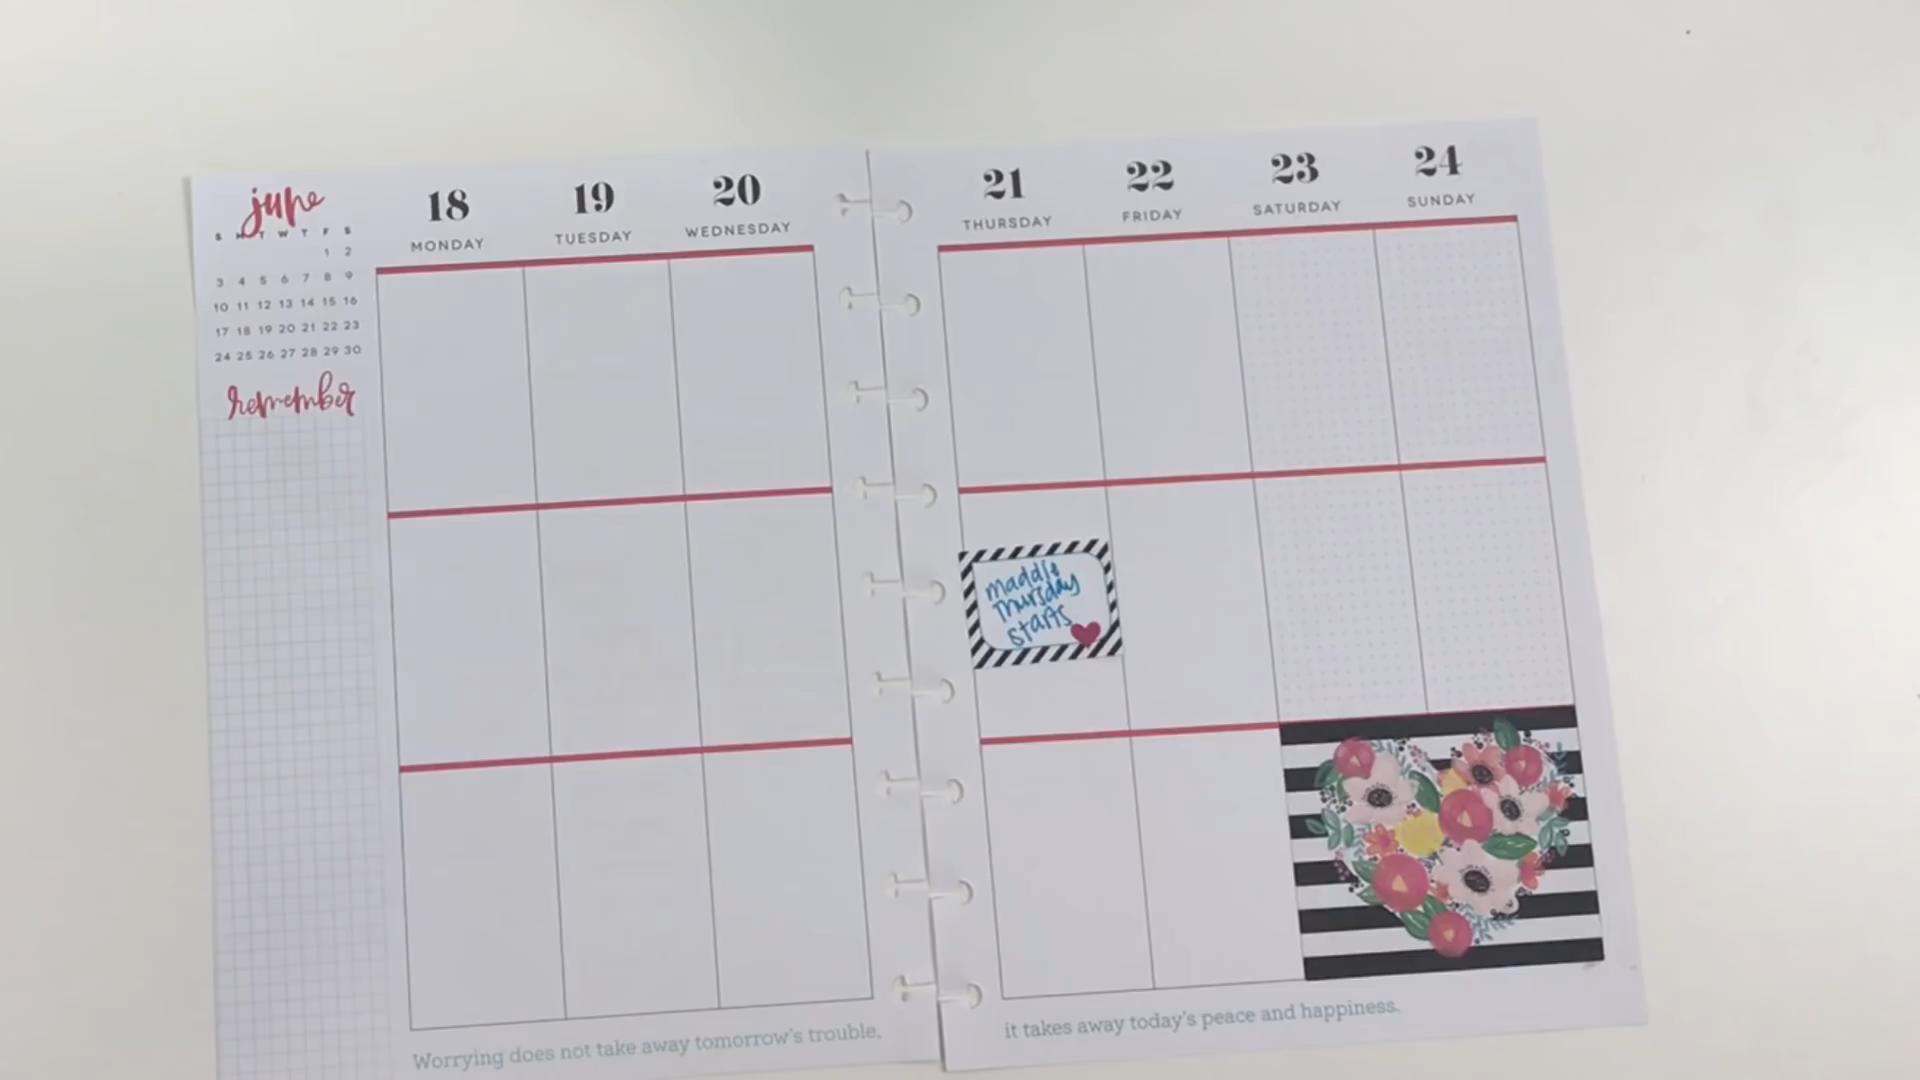 june
S M T W T F S
1 2
3 4 5 6 7 8 9
10 11 12 13 14 15 16
17 18 19 20 21 22 23
24 25 26 27 28 29 30
remember
18
MONDAY
19
TUESDAY
20
WEDNESDAY
21
THURSDAY
22
FRIDAY
23
SATURDAY
24
SUNDAY
Thursday
starts
Worrying does not take away tomorrow's trouble,
it takes away today's peace and happiness.